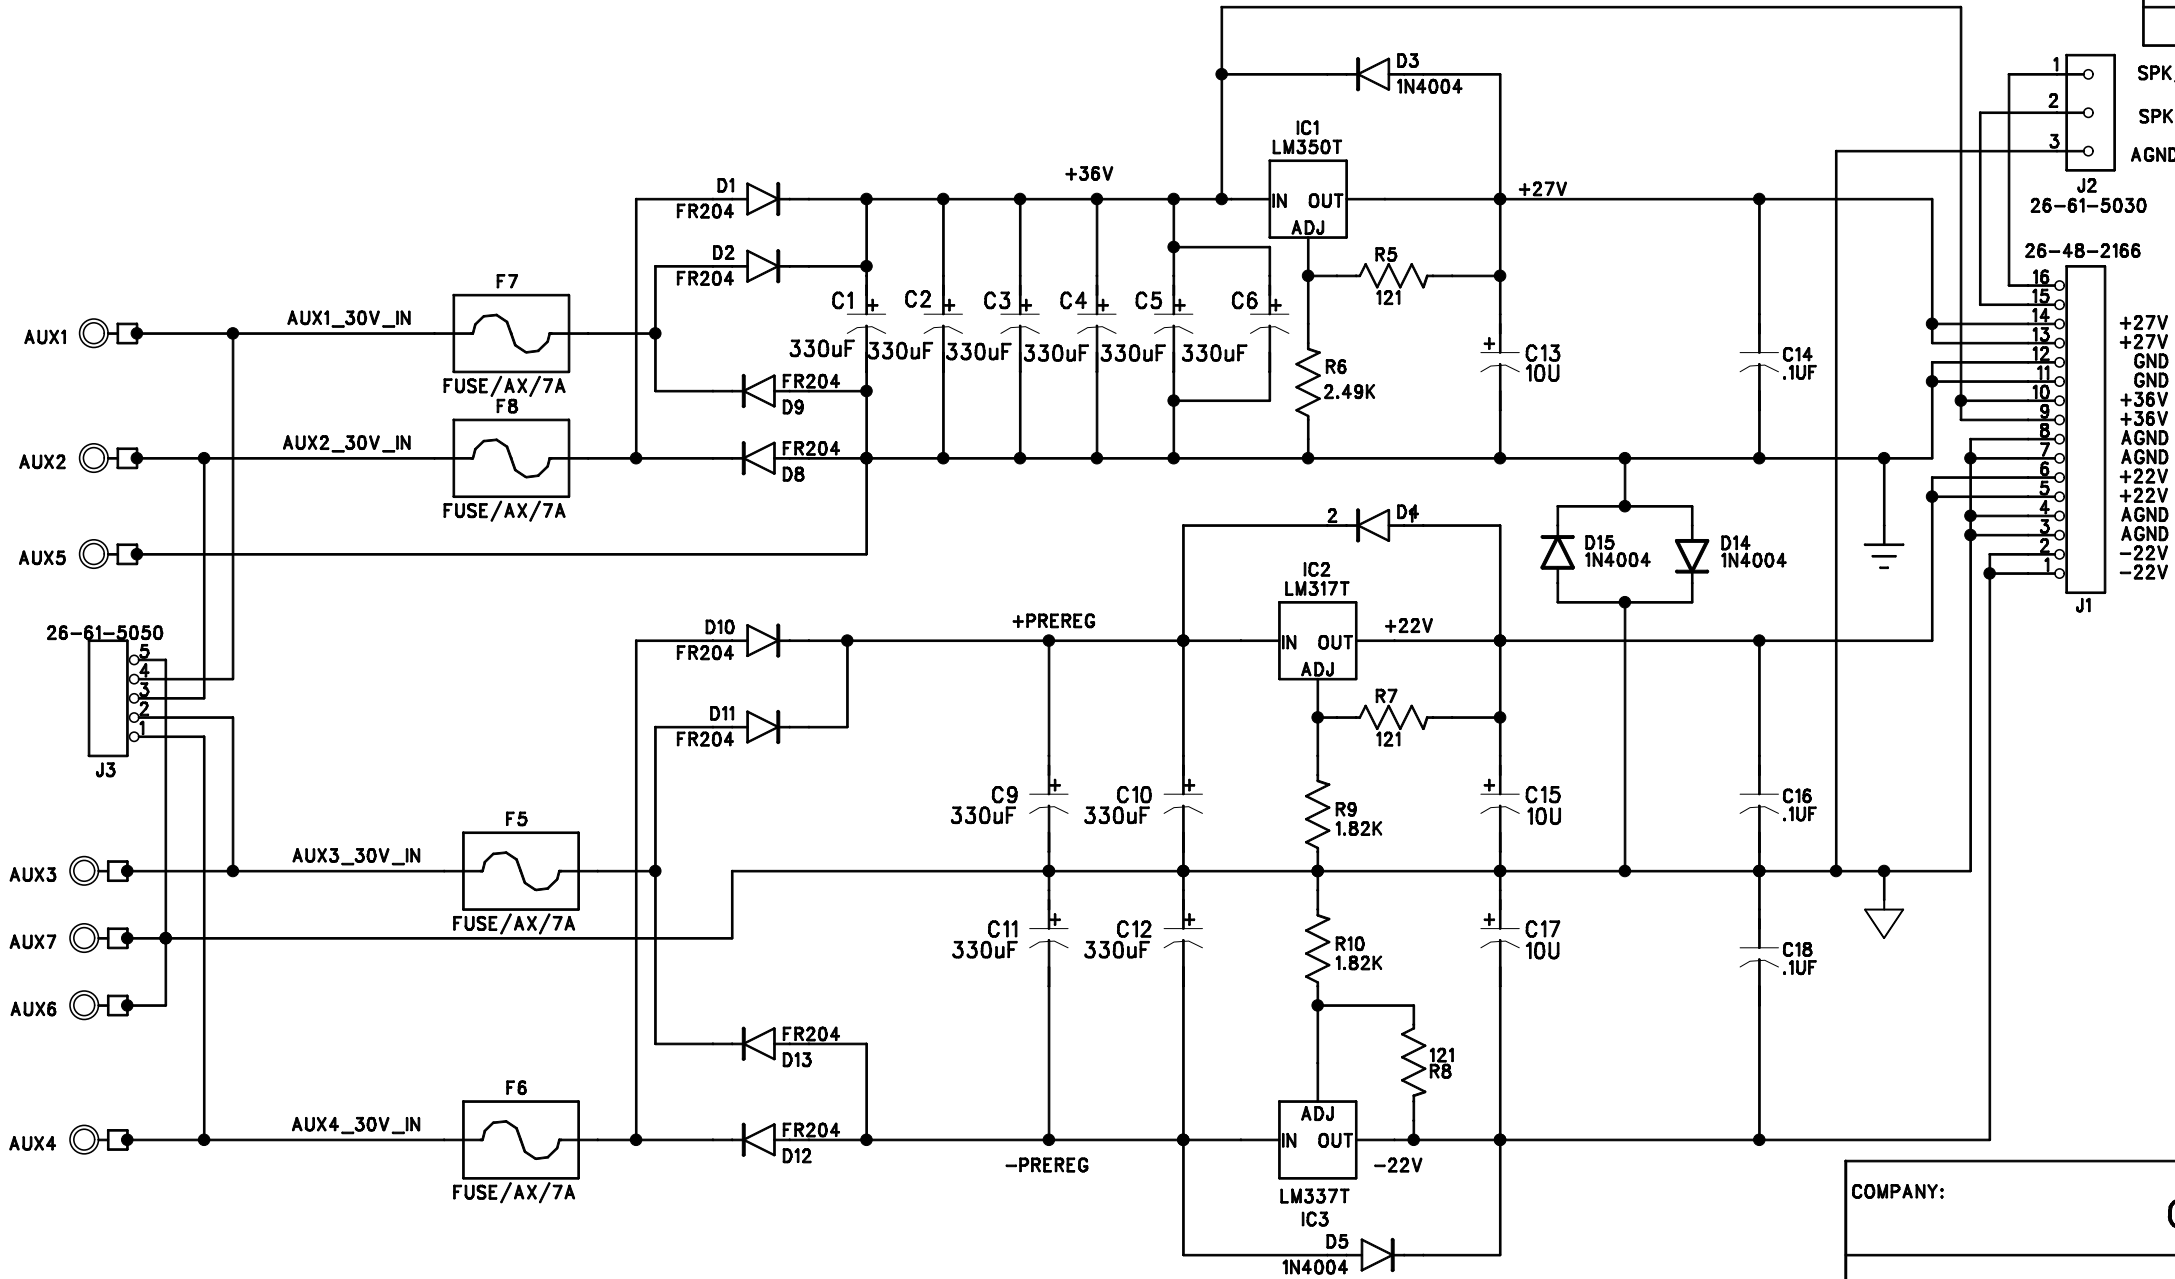 D3
1N4004
1
SPK
2
SPK
3
AGND
J2
26-61-5030
IC1
LM350T
IN OUT
ADJ
+36V
+27V
D1
FR204
D2
FR204
R5
121
26-48-2166
F7
AUX1
AUX1_30V_IN
FUSE/AX/7A
C1 +
330uF
C2 +
330uF
C3 +
330uF
C4 +
330uF
C5 +
330uF
C6 +
330uF
R6
2.49K
+
C13
10U
C14
.1UF
FR204
D9
F8
AUX2
AUX2_30V_IN
FUSE/AX/7A
FR204
D8
AUX5
16
15
14 +27V
13 +27V
12 GND
11 GND
10 +36V
9 +36V
8 AGND
7 AGND
6 +22V
5 +22V
4 AGND
3 AGND
2 -22V
1 -22V
J1
2 D4
D15
1N4004
D14
1N4004
IC2
LM317T
IN OUT
ADJ
+PREREG
+22V
D10
FR204
D11
FR204
26-61-5050
5
4
3
2
1
J3
R7
121
C9 +
330uF
C10 +
330uF
R9
1.82K
+
C15
10U
C16
.1UF
F5
AUX3
AUX3_30V_IN
FUSE/AX/7A
AUX7
AUX6
C11 +
330uF
C12 +
330uF
R10
1.82K
+
C17
10U
C18
.1UF
FR204
D13
121
R8
F6
AUX4
AUX4_30V_IN
FUSE/AX/7A
FR204
D12
ADJ
IN OUT
-PREREG
-22V
LM337T
IC3
D5
1N4004
COMPANY: